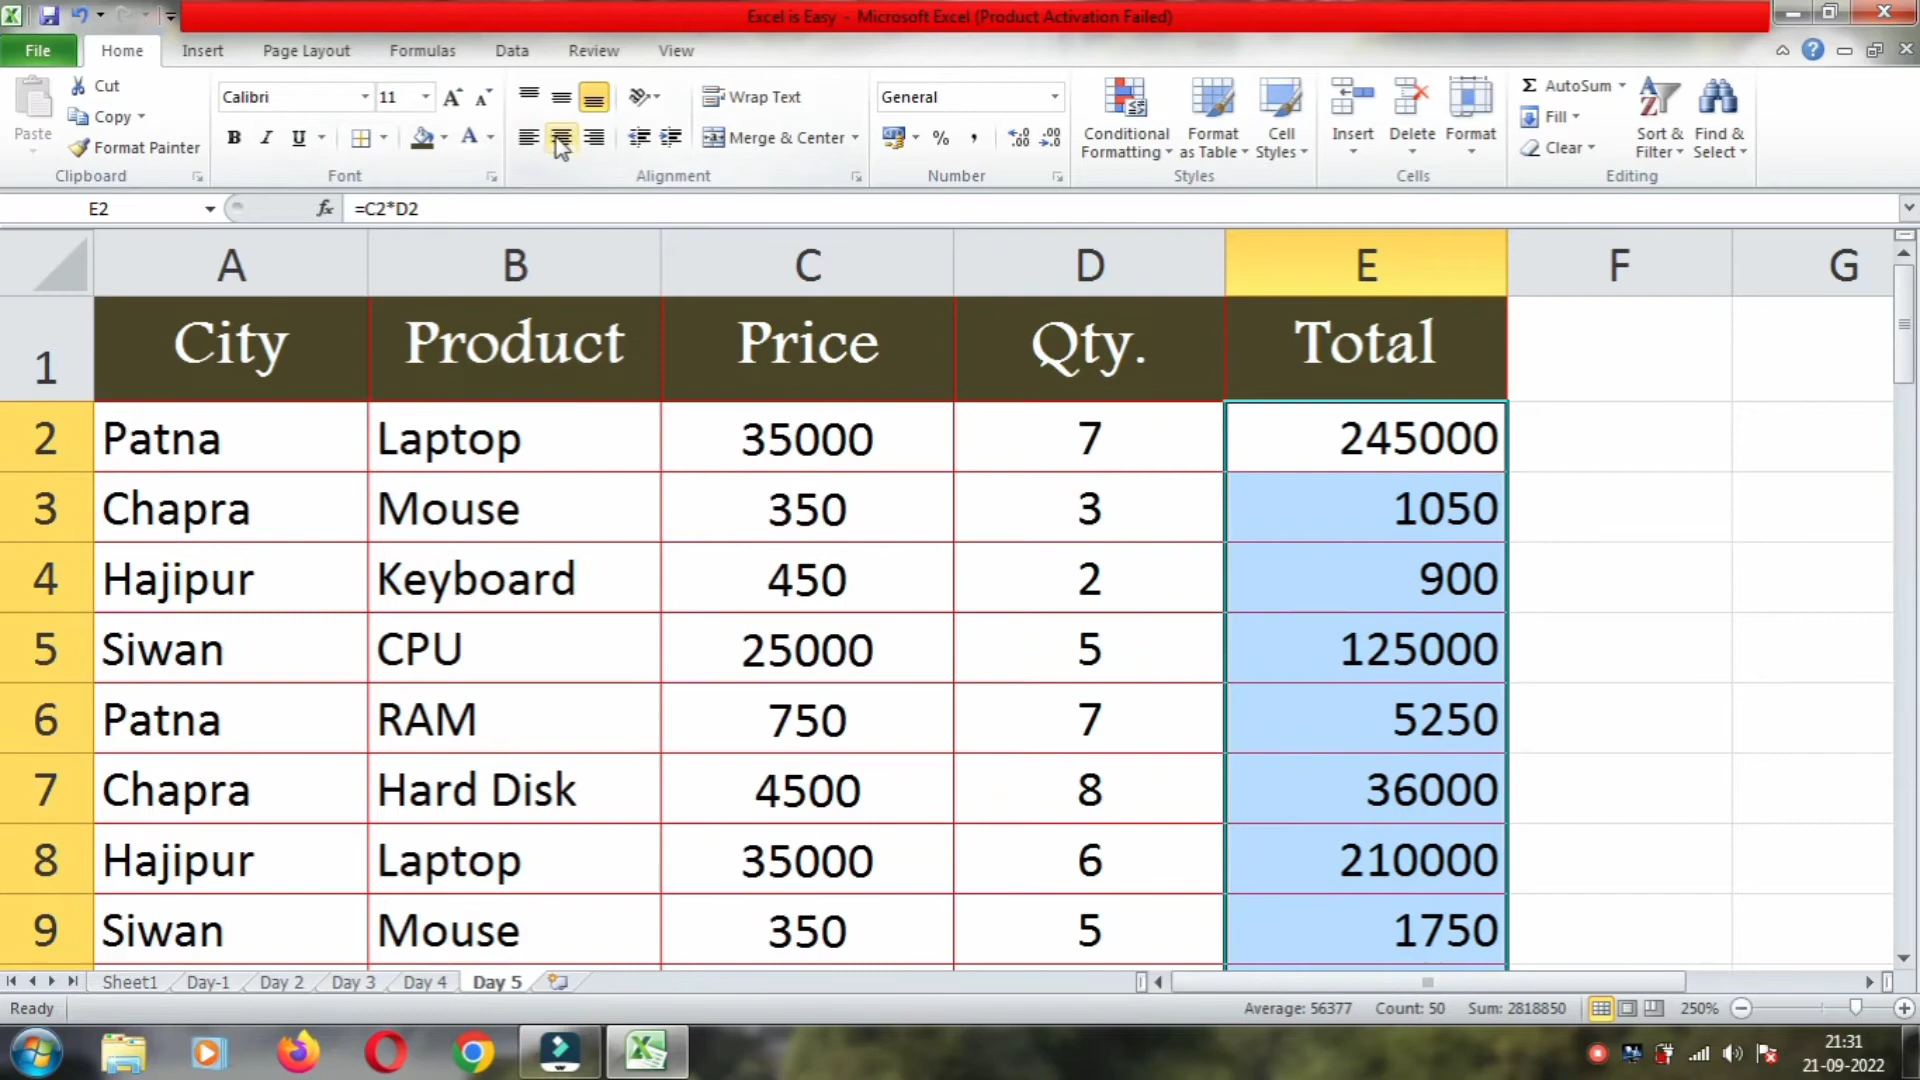 Excel is Easy - Microsoft Excel (Product Activation Failed)
File Home Insert Page Layout Formulas Data Review View
Paste
Cut
Copy
Format Painter
Clipboard
Calibri 11
B I U A
Font
Wrap Text
Merge & Center
Alignment
General
% ,
Number
Conditional Formatting
Format as Table
Cell Styles
Styles
Insert Delete Format
Cells
Σ AutoSum
Fill
Clear
Sort & Filter
Find & Select
Editing
E2 fx =C2*D2
A B C D E F G
1 City Product Price Qty. Total
2 Patna Laptop 35000 7 245000
3 Chapra Mouse 350 3 1050
4 Hajipur Keyboard 450 2 900
5 Siwan CPU 25000 5 125000
6 Patna RAM 750 7 5250
7 Chapra Hard Disk 4500 8 36000
8 Hajipur Laptop 35000 6 210000
9 Siwan Mouse 350 5 1750
Sheet1 Day-1 Day 2 Day 3 Day 4 Day 5
Ready Average: 56377 Count: 50 Sum: 2818850 250%
21:31
21-09-2022